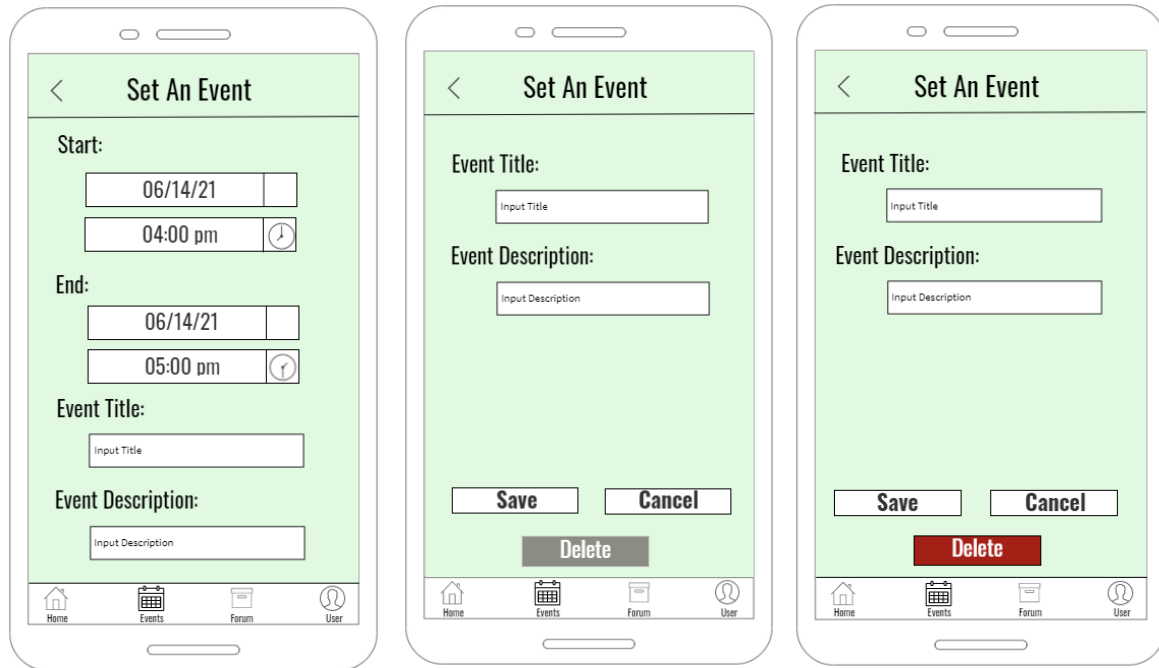 Set An Event
Start:
06/14/21
04:00 pm
End:
06/14/21
05:00 pm
Event Title:
Input Title
Event Description:
Input Description
Home Events Forum User
Set An Event
Event Title:
Input Title
Event Description:
Input Description
Save Cancel
Delete
Home Events Forum User
Set An Event
Event Title:
Input Title
Event Description:
Input Description
Save Cancel
Delete
Home Events Forum User